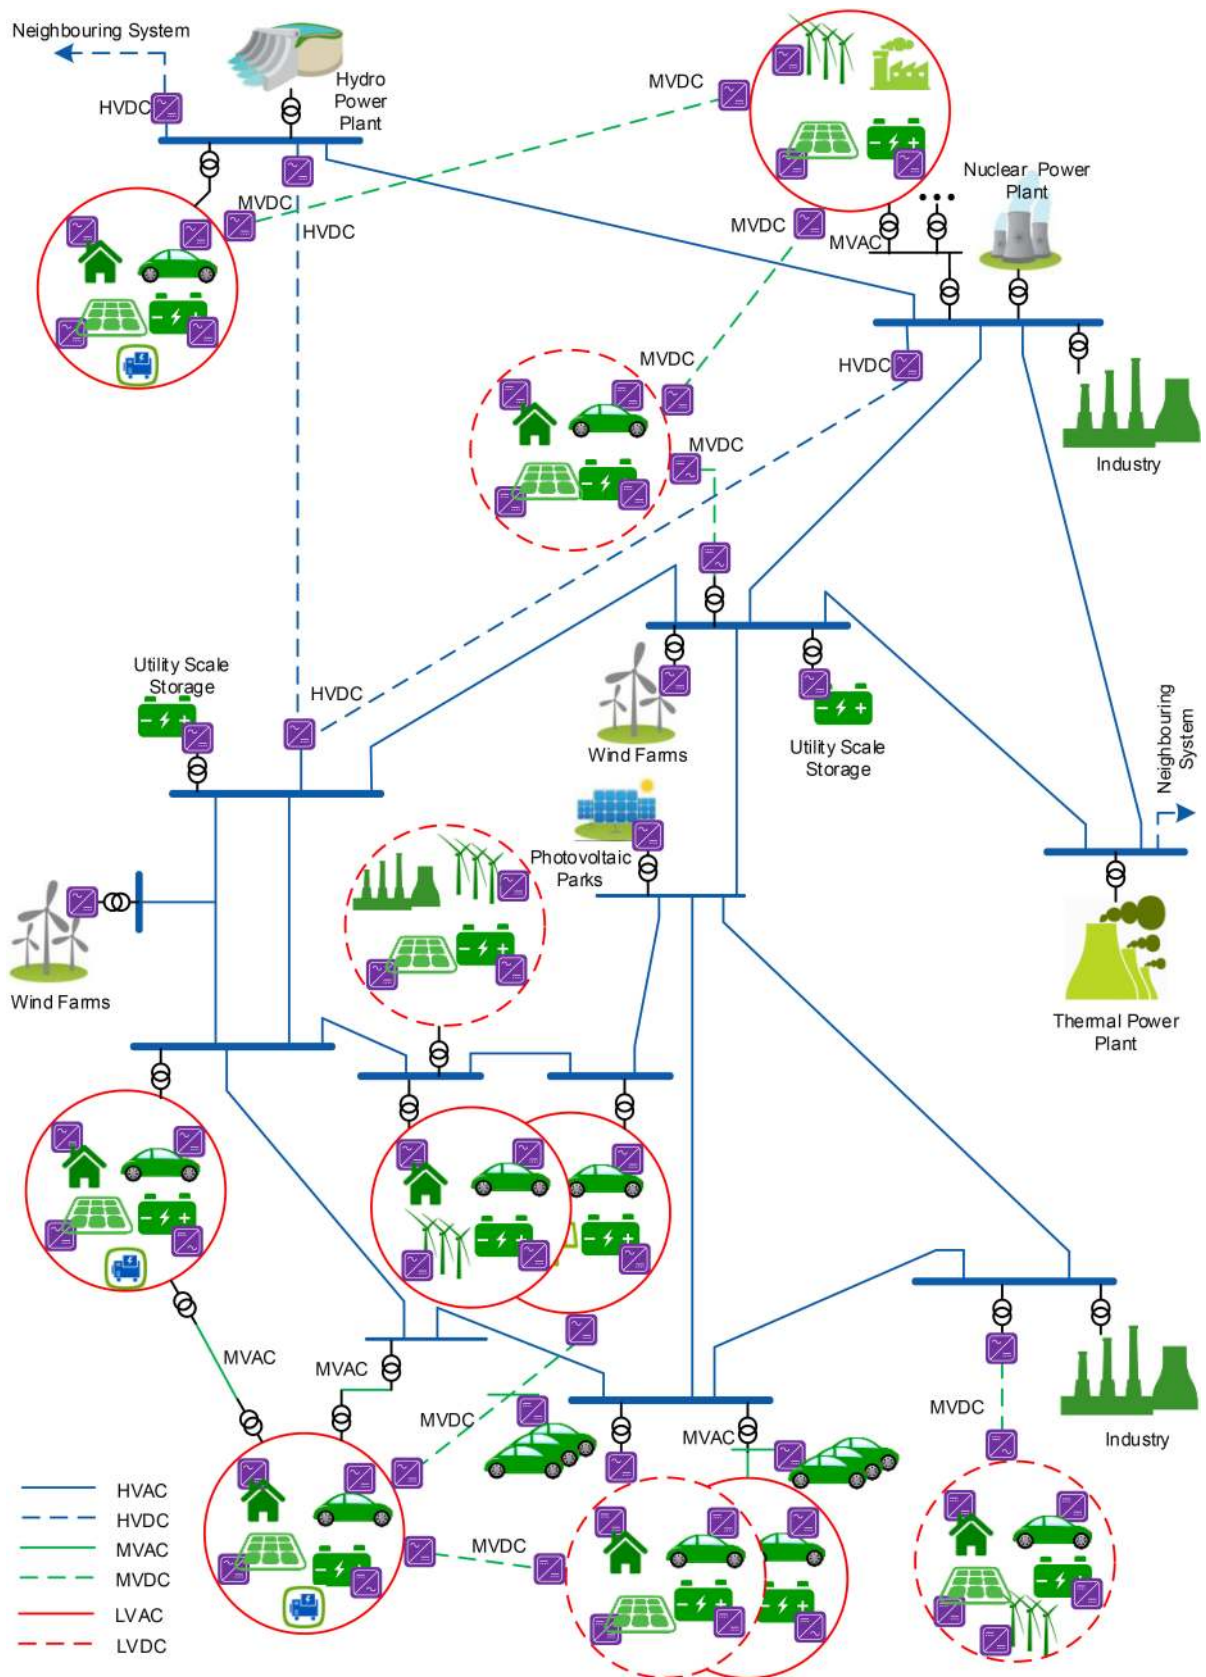 Neighbouring System
HVDC
Hydro
Power
Plant
MVDC
MVDC
HVDC
MVDC
MVAC
•••
Nuclear Power
Plant
MVDC
HVDC
MVDC
Industry
Utility Scale
Storage
HVDC
Wind Farms
Utility Scale
Storage
Neighbouring
System
Photovoltaic
Parks
Wind Farms
Thermal Power
Plant
MVAC
MVAC
MVDC
MVAC
MVDC
Industry
MVDC
HVAC
HVDC
MVAC
MVDC
LVAC
LVDC